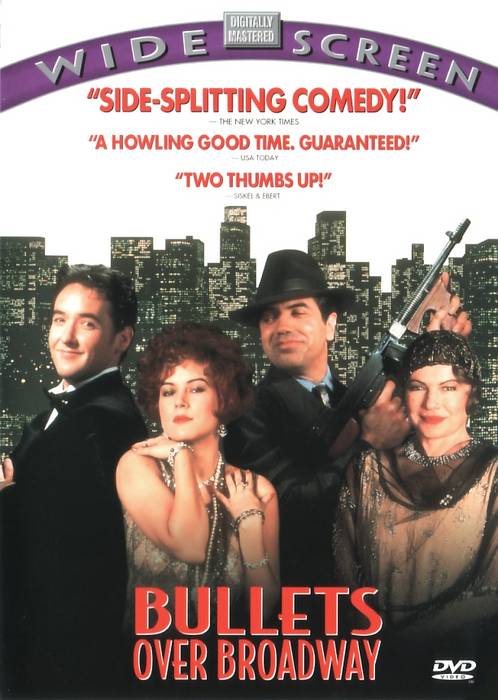 DIGITALLY
MASTERED
WIDE SCREEN
"SIDE-SPLITTING COMEDY!"
— THE NEW YORK TIMES
"A HOWLING GOOD TIME. GUARANTEED!"
— USA TODAY
"TWO THUMBS UP!"
— SISKEL & EBERT
BULLETS
OVER BROADWAY
DVD
VIDEO